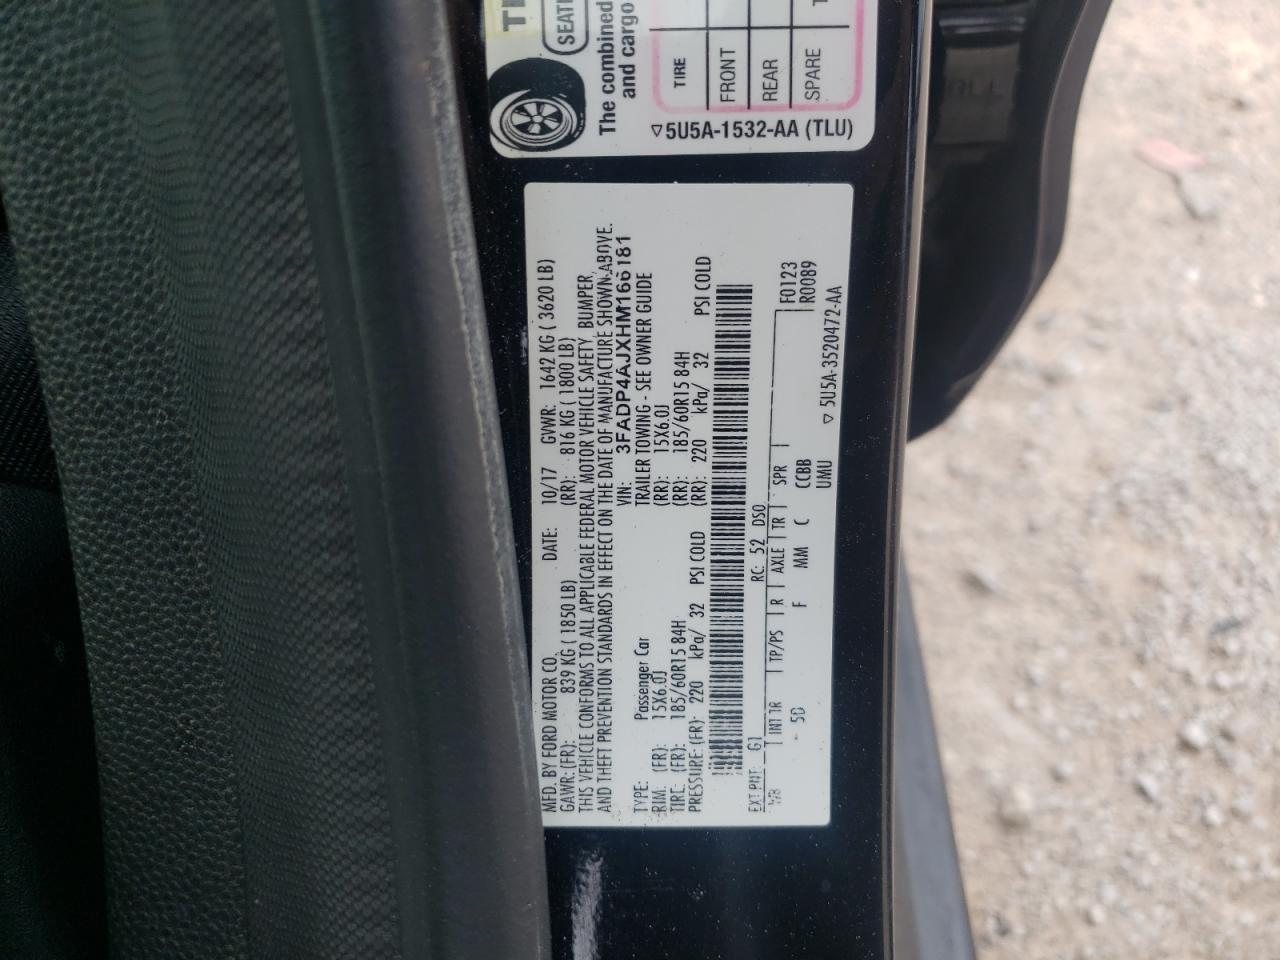 SEATI
The combined
and cargo
TIRE
FRONT
REAR
SPARE
▽5U5A-1532-AA (TLU)
MFD. BY FORD MOTOR CO. DATE: 10/17 GVWR: 1642 KG ( 3620 LB)
GAWR:(FR): 839 KG ( 1850 LB) (RR): 816 KG ( 1800 LB)
THIS VEHICLE CONFORMS TO ALL APPLICABLE FEDERAL MOTOR VEHICLE SAFETY, BUMPER,
AND THEFT PREVENTION STANDARDS IN EFFECT ON THE DATE OF MANUFACTURE SHOWN ABOVE.
VIN: 3FADP4AJXHM166181
TYPE: Passenger Car TRAILER TOWING - SEE OWNER GUIDE
RIM: (FR): 15X6.0J (RR): 15X6.0J
TIRE: (FR): 185/60R15 84H (RR): 185/60R15 84H
PRESSURE:(FR) 220 kPa/ 32 PSI COLD (RR): 220 kPa/ 32 PSI COLD
EXT PNT: G1 RC: 52 DSO:
WB INT TR TP/PS R AXLE TR SPR F0123
R0089
- 5D F MM C CCBB
UMU
▽ 5U5A-3520472-AA